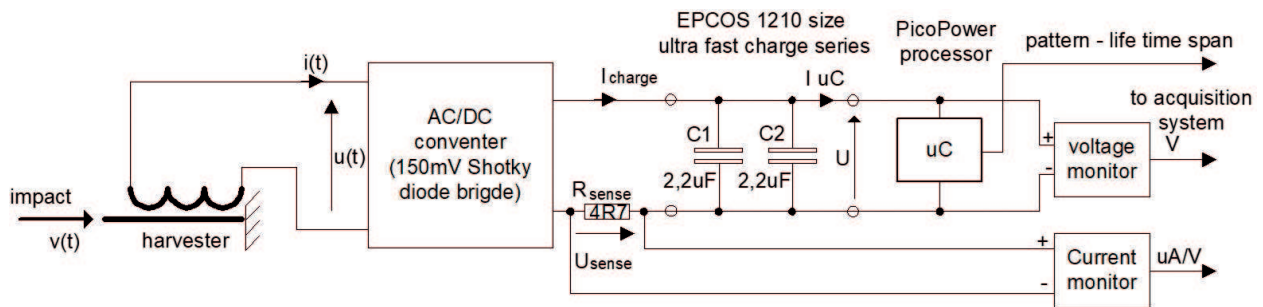 EPCOS 1210 size
ultra fast charge series
PicoPower
processor
pattern - life time span
i(t)
I charge
I uC
to acquisition
system
AC/DC
conventer
(150mV Shotky
diode brigde)
u(t)
C1
C2
U
uC
+
-
voltage
monitor
V
impact
v(t)
harvester
2,2uF
2,2uF
Rsense
4R7
Usense
+
-
Current
monitor
uA/V